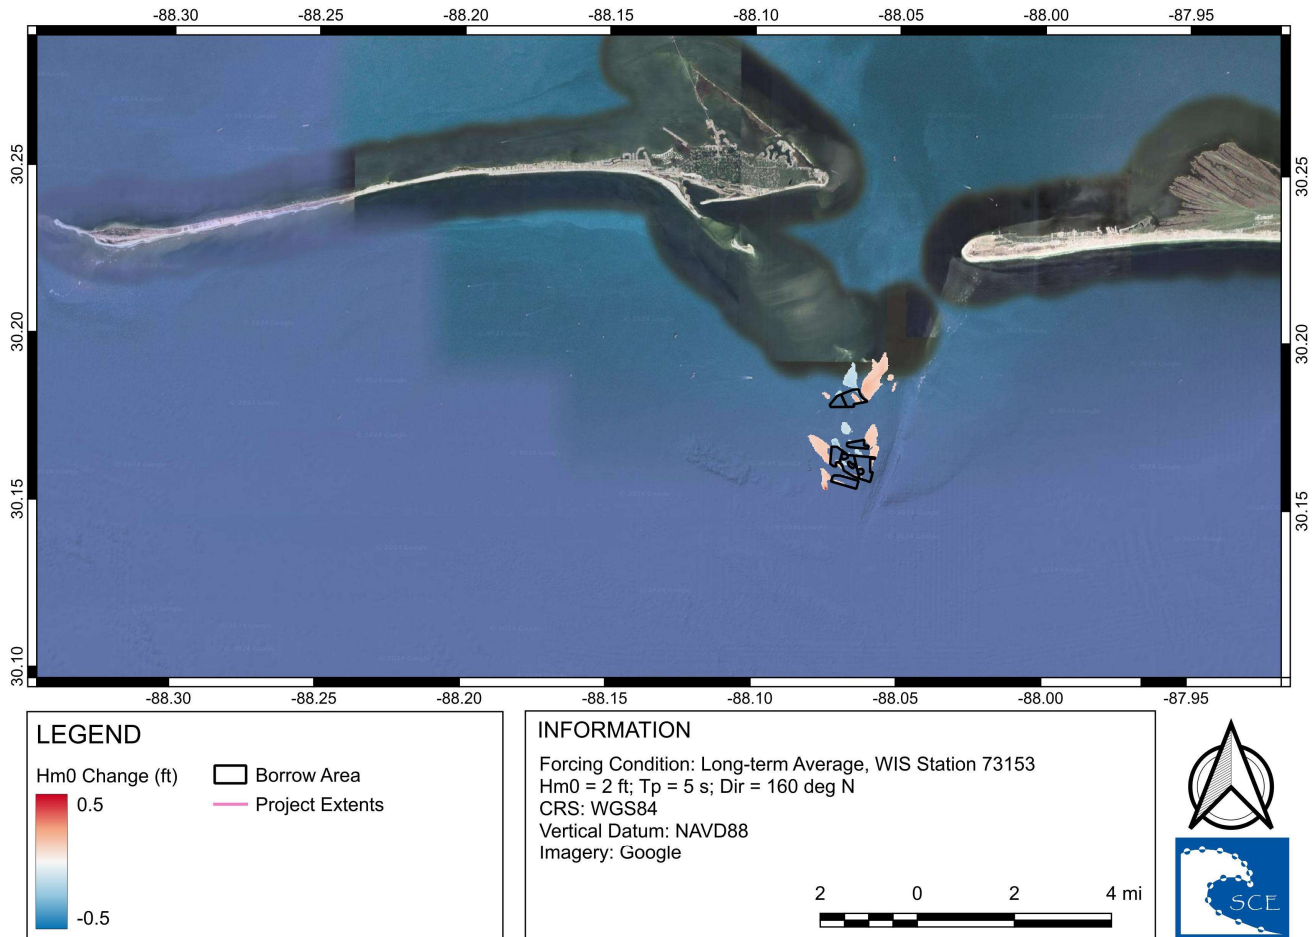 -88.30 -88.25 -88.20 -88.15 -88.10 -88.05 -88.00 -87.95
30.25 30.25
30.20 30.20
30.15 30.15
30.10 30.10
-88.30 -88.25 -88.20 -88.15 -88.10 -88.05 -88.00 -87.95
LEGEND
Hm0 Change (ft)
0.5
-0.5
Borrow Area
Project Extents
INFORMATION
Forcing Condition: Long-term Average, WIS Station 73153
Hm0 = 2 ft; Tp = 5 s; Dir = 160 deg N
CRS: WGS84
Vertical Datum: NAVD88
Imagery: Google
2 0 2 4 mi
SCE